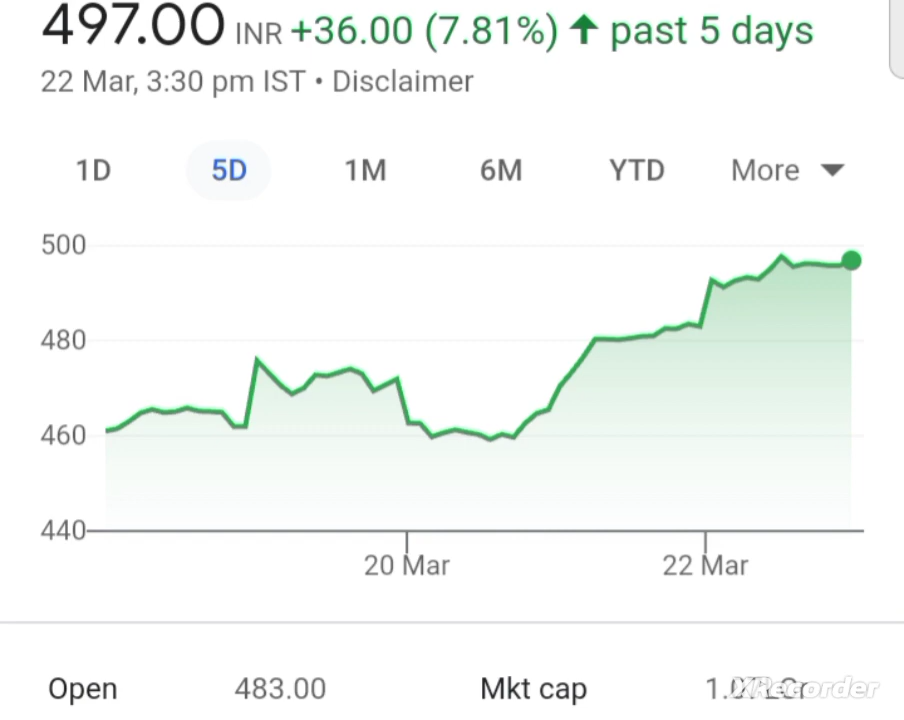 497.00 INR +36.00 (7.81%) ↑ past 5 days
22 Mar, 3:30 pm IST • Disclaimer
1D 5D 1M 6M YTD More
500
480
460
440
20 Mar 22 Mar
Open 483.00 Mkt cap XRecorder